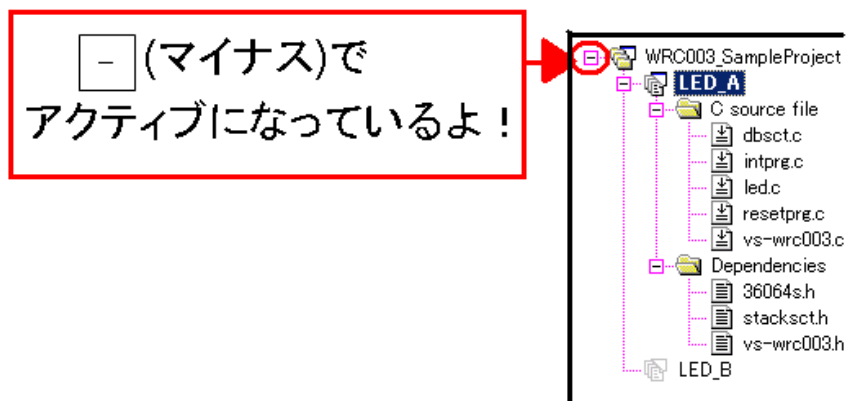 －(マイナス)で
アクティブになっているよ！
WRC003_SampleProject
LED_A
C source file
dbsct.c
intprg.c
led.c
resetprg.c
vs-wrc003.c
Dependencies
36064s.h
stacksct.h
vs-wrc003.h
LED_B